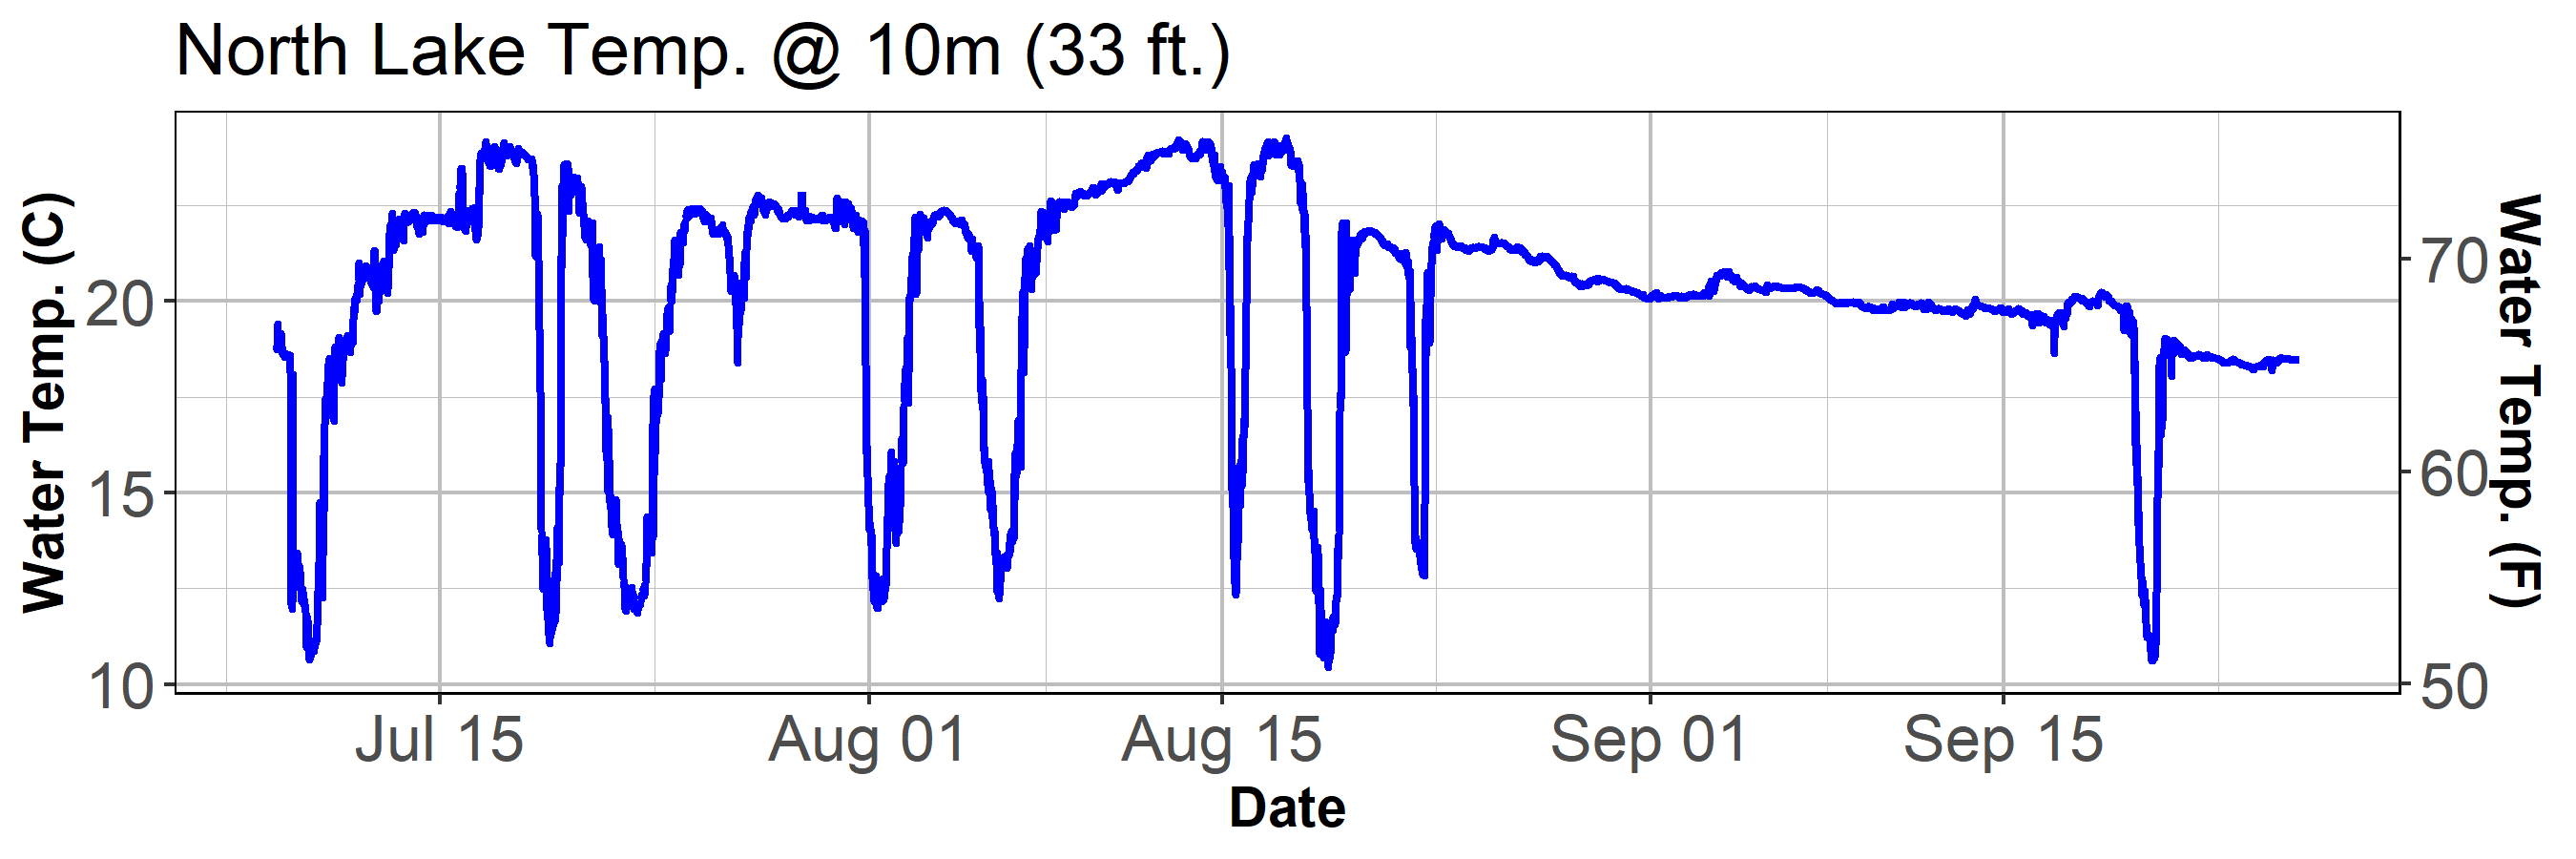 North Lake Temp. @ 10m (33 ft.)
Water Temp. (C)
20
15
10
70
60
50
Water Temp. (F)
Jul 15
Aug 01
Aug 15
Sep 01
Sep 15
Date